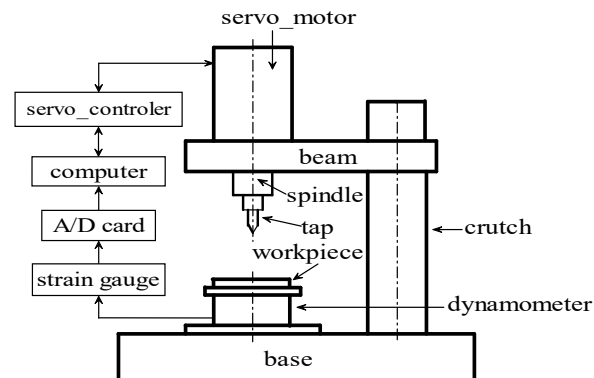 servo_motor
servo_controler
beam
computer
spindle
A/D card
tap
crutch
workpiece
strain gauge
dynamometer
base